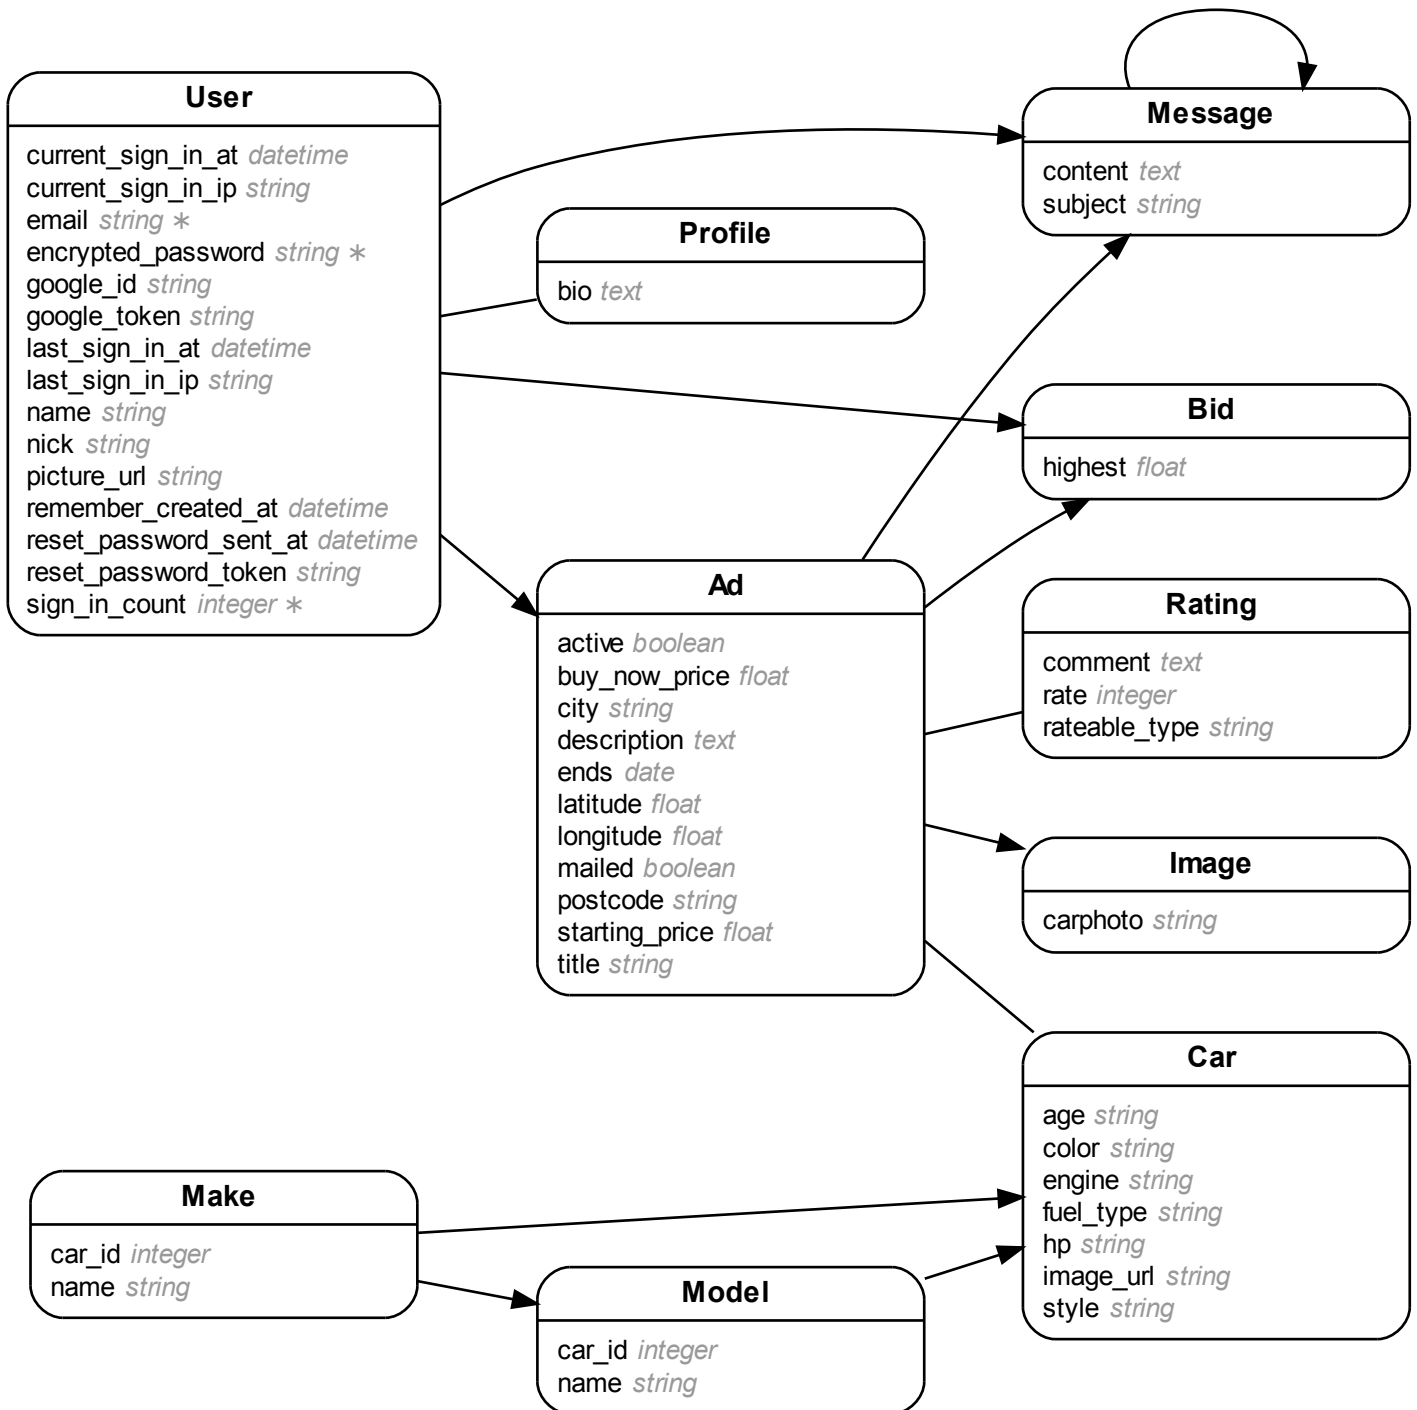 User
current_sign_in_at datetime
current_sign_in_ip string
email string *
encrypted_password string *
google_id string
google_token string
last_sign_in_at datetime
last_sign_in_ip string
name string
nick string
picture_url string
remember_created_at datetime
reset_password_sent_at datetime
reset_password_token string
sign_in_count integer *
Message
content text
subject string
Profile
bio text
Bid
highest float
Ad
active boolean
buy_now_price float
city string
description text
ends date
latitude float
longitude float
mailed boolean
postcode string
starting_price float
title string
Rating
comment text
rate integer
rateable_type string
Image
carphoto string
Car
age string
color string
engine string
fuel_type string
hp string
image_url string
style string
Make
car_id integer
name string
Model
car_id integer
name string